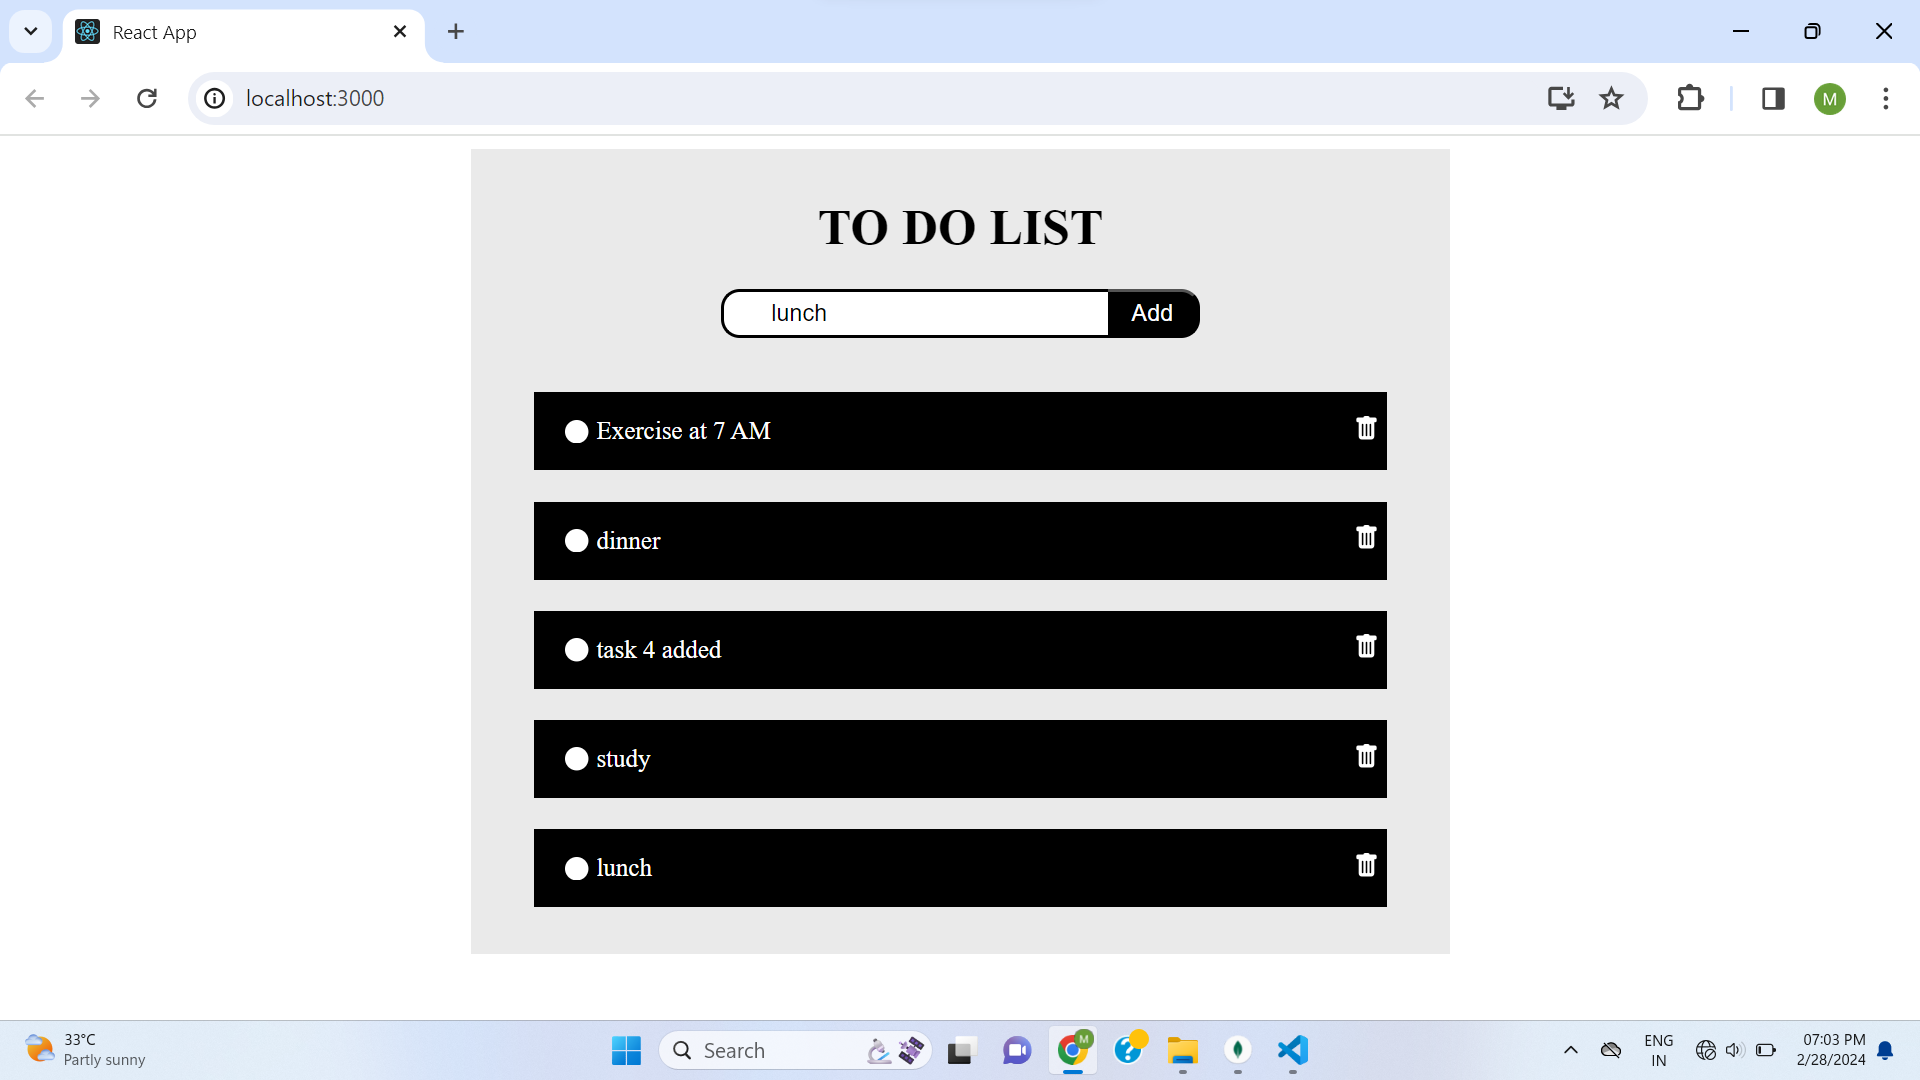 React App
localhost:3000
M
TO DO LIST
lunch
Add
Exercise at 7 AM
dinner
task 4 added
study
lunch
33°C
Partly sunny
Search
M
ENG
IN
07:03 PM
2/28/2024